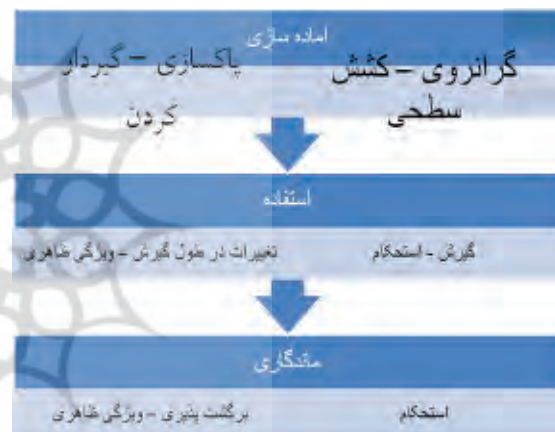 اماده سازی
گرانروی – کشش سطحی
پاکسازی – گیردار کردن
استفاده
گیرش - استحکام
تغییرات در طول گیرش – ویژگی ظاهری
ماندگاری
استحکام
برگشت پذیری – ویژگی ظاهری